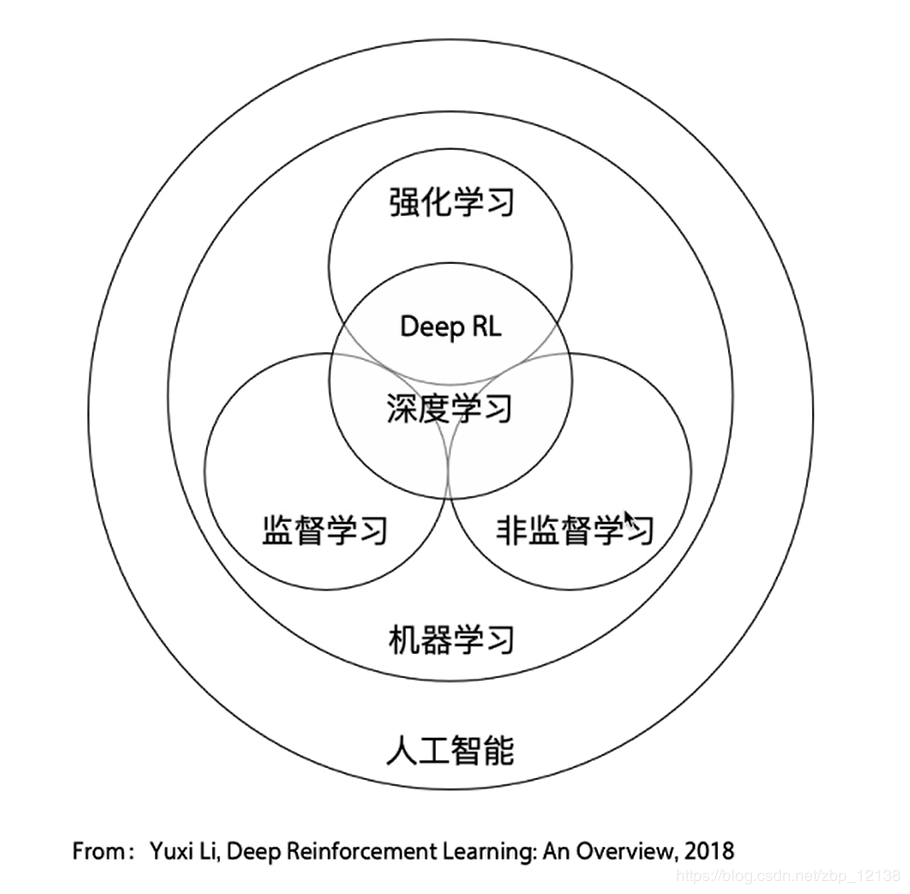 强化学习
Deep RL
深度学习
监督学习
非监督学习
机器学习
人工智能
From: Yuxi Li, Deep Reinforcement Learning: An Overview, 2018
https://blog.csdn.net/zbp_12138